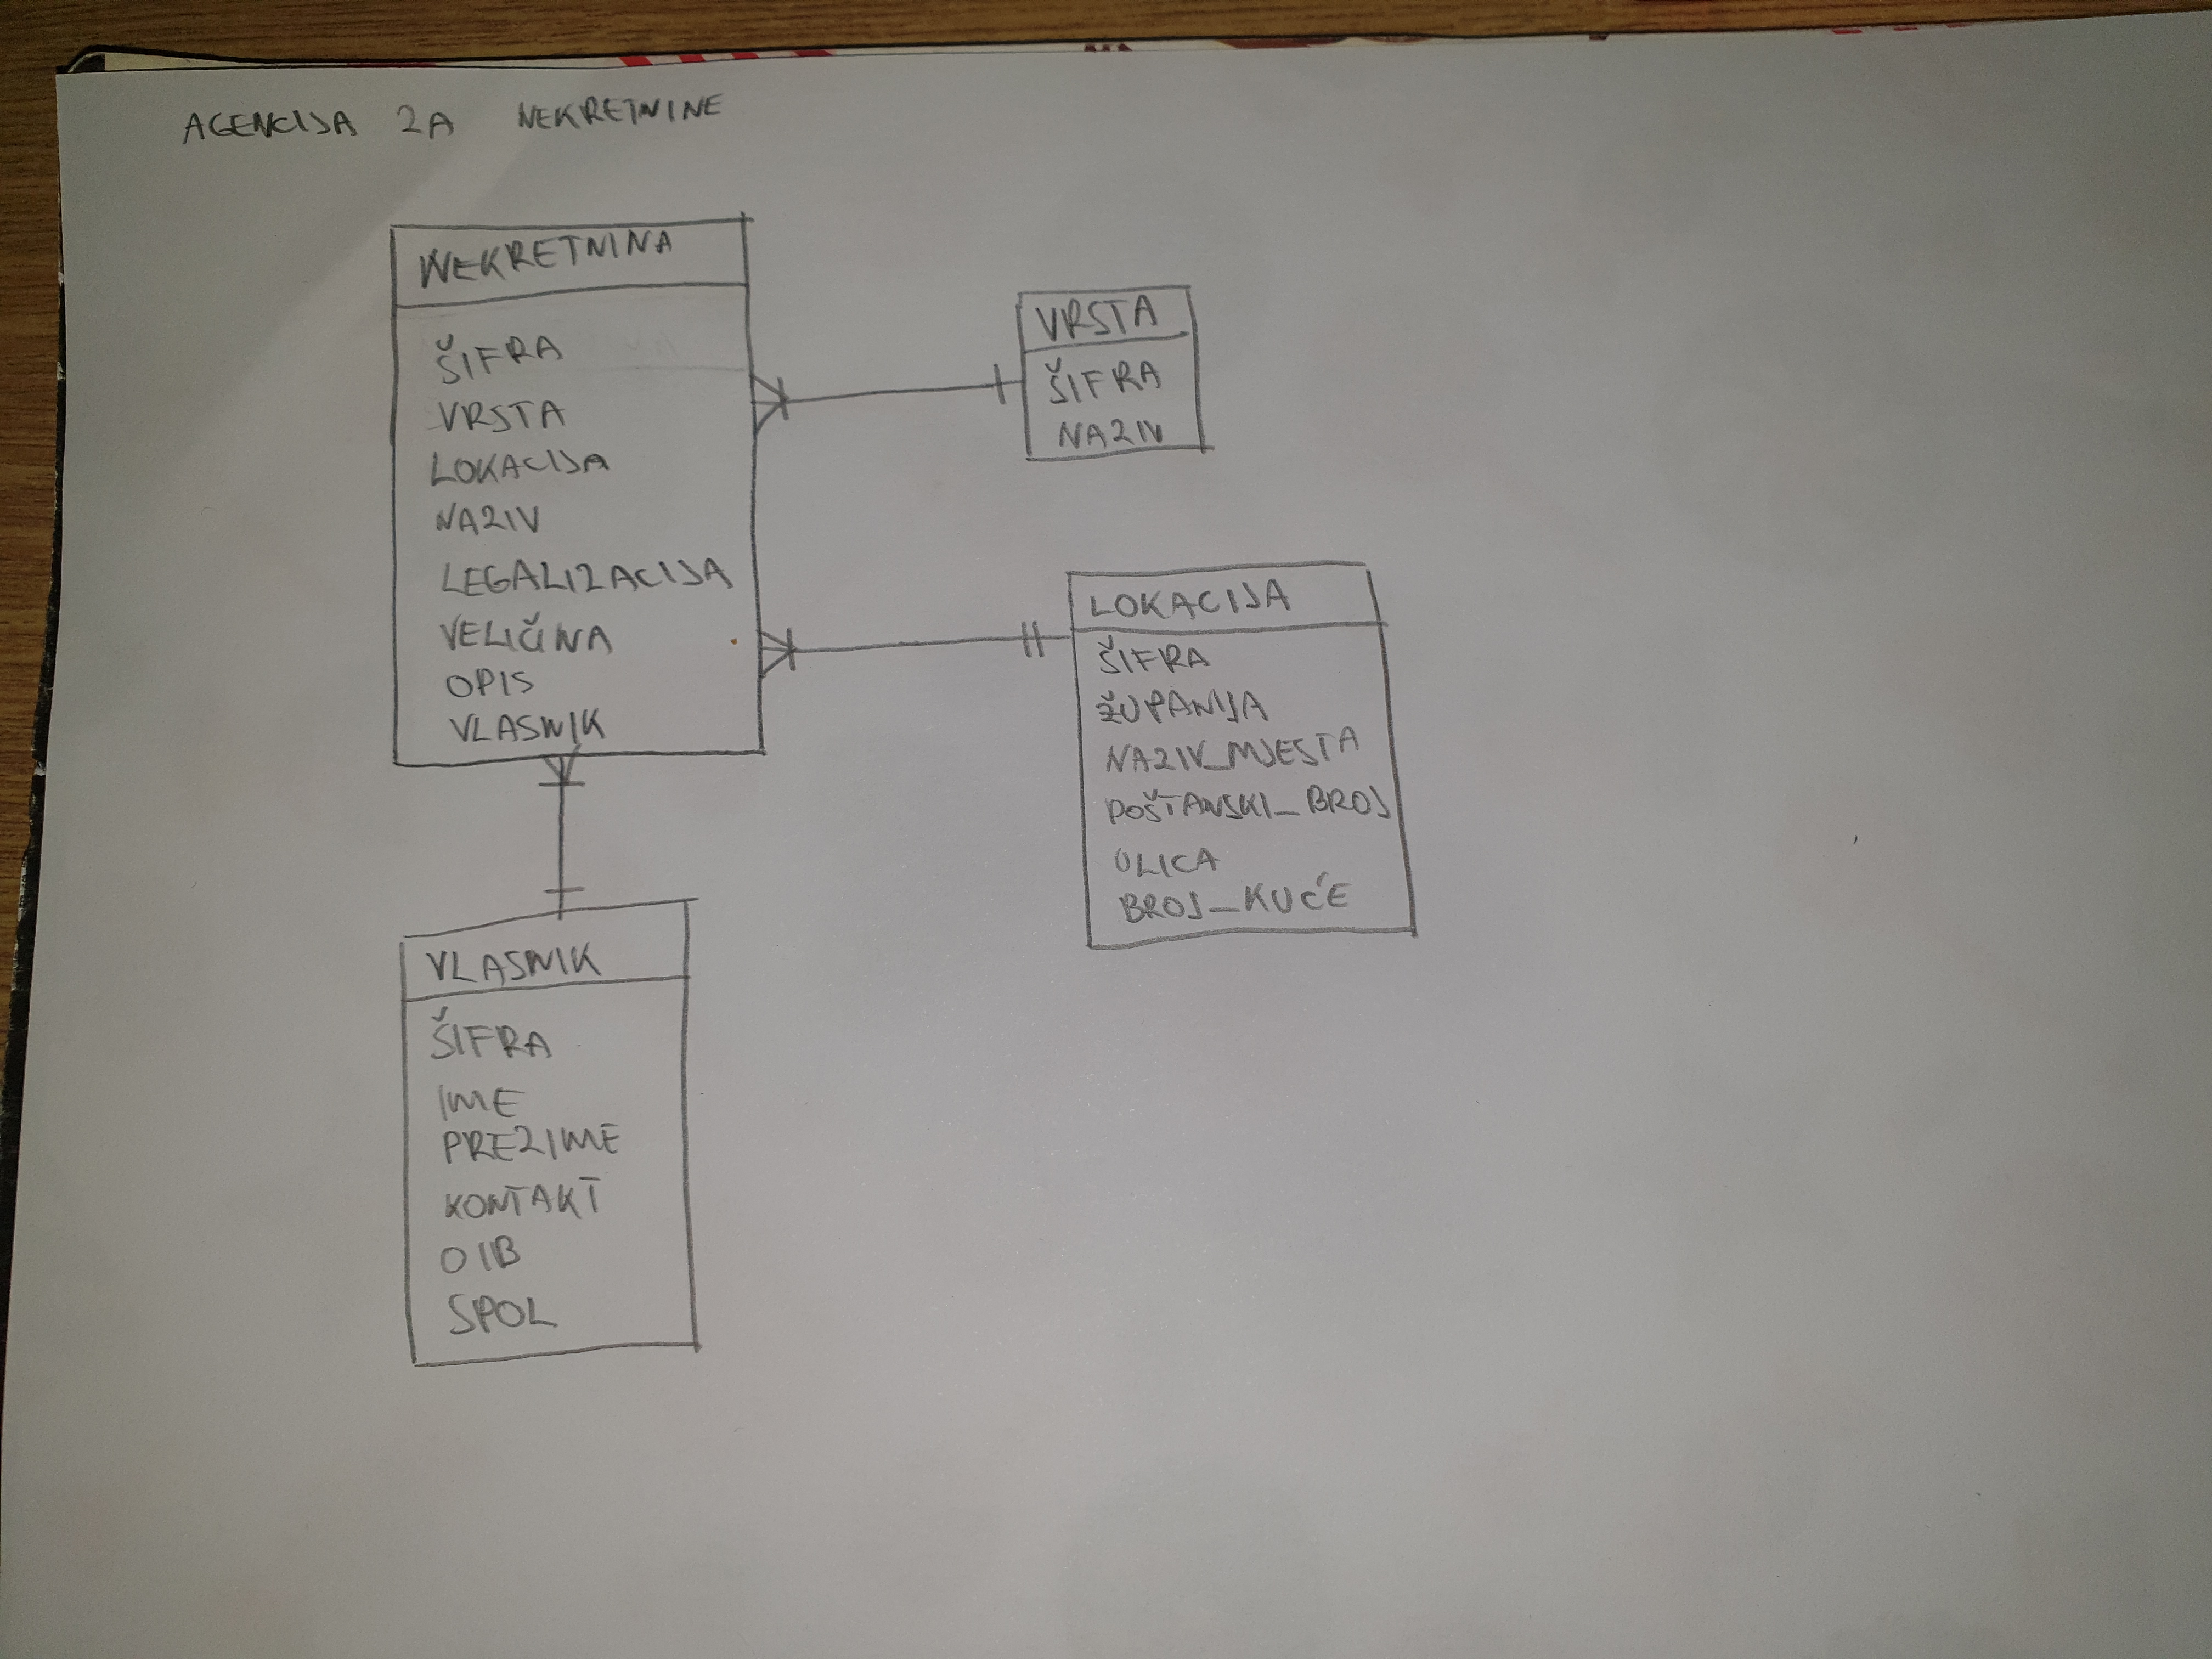 AGENCIJA ZA NEKRETNINE
NEKRETNINA
ŠIFRA
VRSTA
LOKACIJA
NAZIV
LEGALIZACIJA
VELIČINA
OPIS
VLASNIK
VRSTA
ŠIFRA
NAZIV
LOKACIJA
ŠIFRA
ŽUPANIJA
NAZIV_MJESTA
POŠTANSKI_BROJ
ULICA
BROJ_KUĆE
VLASNIK
ŠIFRA
IME
PREZIME
KONTAKT
OIB
SPOL